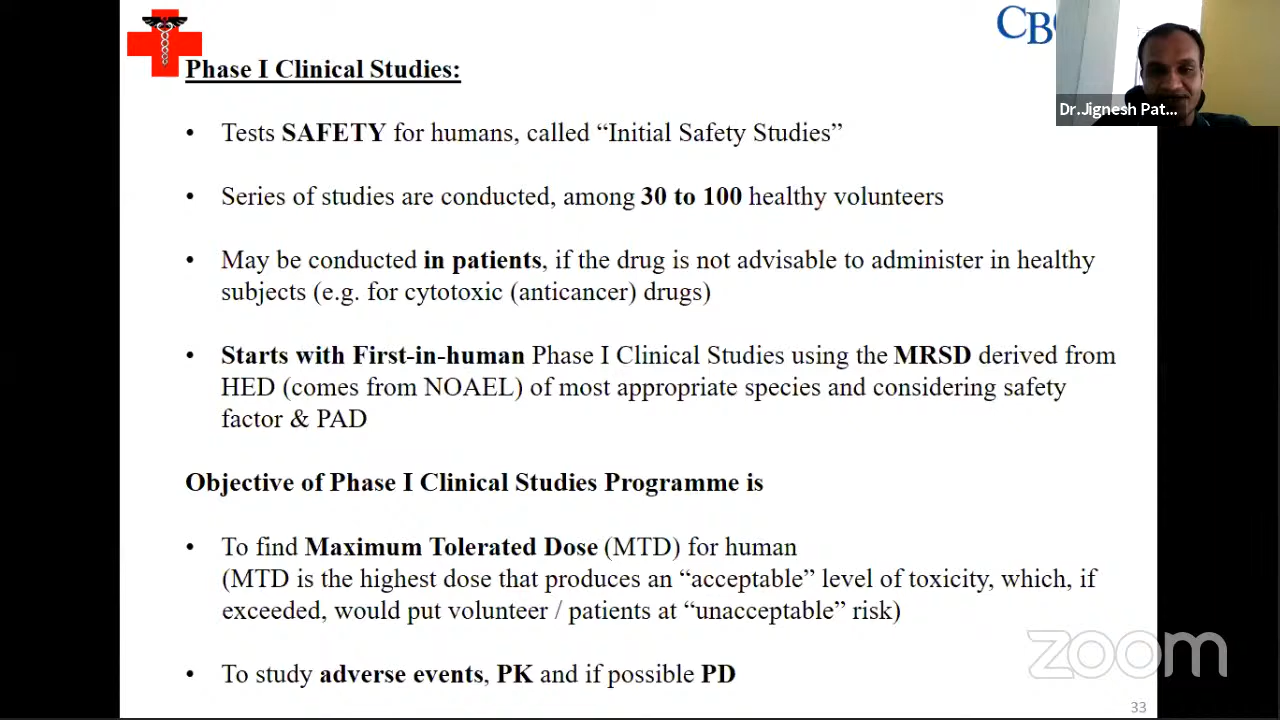 CB
Dr.Jignesh Pat...
Phase I Clinical Studies:
• Tests SAFETY for humans, called “Initial Safety Studies”
• Series of studies are conducted, among 30 to 100 healthy volunteers
• May be conducted in patients, if the drug is not advisable to administer in healthy
subjects (e.g. for cytotoxic (anticancer) drugs)
• Starts with First-in-human Phase I Clinical Studies using the MRSD derived from
HED (comes from NOAEL) of most appropriate species and considering safety
factor & PAD
Objective of Phase I Clinical Studies Programme is
• To find Maximum Tolerated Dose (MTD) for human
(MTD is the highest dose that produces an “acceptable” level of toxicity, which, if
exceeded, would put volunteer / patients at “unacceptable” risk)
• To study adverse events, PK and if possible PD
zoom
33